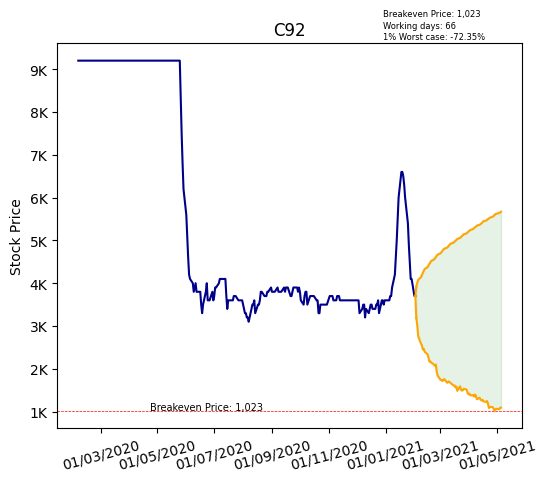 Breakeven Price: 1,023
Working days: 66
1% Worst case: -72.35%
C92
Stock Price
9K
8K
7K
6K
5K
4K
3K
2K
1K
Breakeven Price: 1,023
01/03/2020 01/05/2020 01/07/2020 01/09/2020 01/11/2020 01/01/2021 01/03/2021 01/05/2021